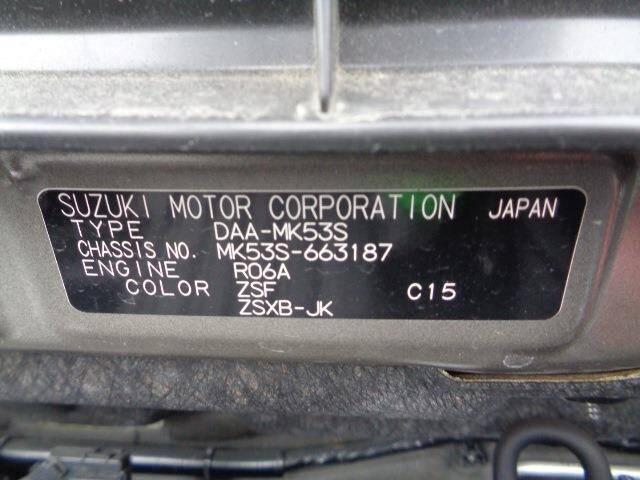 SUZUKI MOTOR CORPORATION JAPAN
TYPE DAA-MK53S
CHASSIS NO. MK53S-663187
ENGINE R06A
COLOR ZSF C15
ZSXB-JK